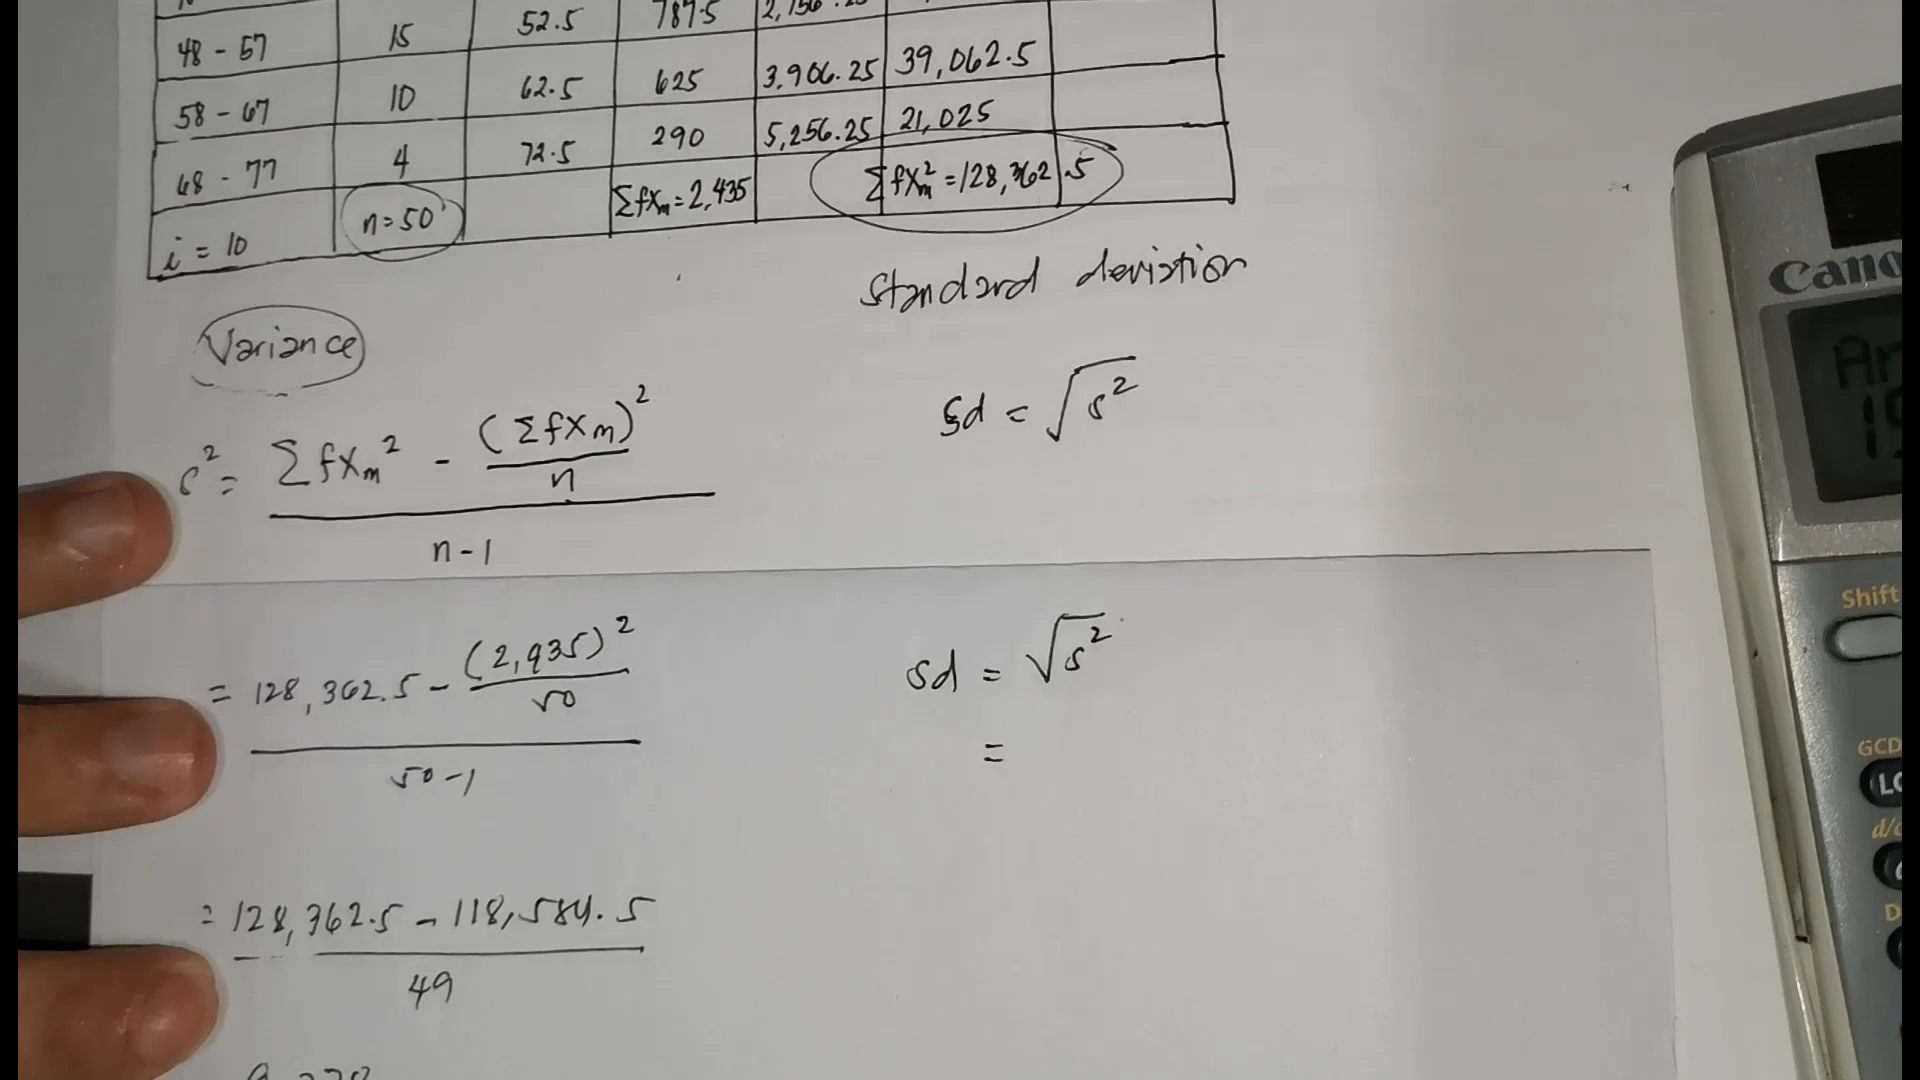 48 - 57 15 52.5 787.5 2,756.25
58 - 67 10 62.5 625 3,906.25 39,062.5
68 - 77 4 72.5 290 5,256.25 21,025
i = 10 n=50 Σfxₘ=2,435 Σfxₘ²=128,362.5
Standard deviation
Variance
s² = Σfxₘ² - (Σfxₘ)²/n
n-1
sd = √s²
= 128,362.5 - (2,435)²/50
50-1
sd = √s²
=
= 128,362.5 - 118,584.5
49
Canon
Shift
GCD